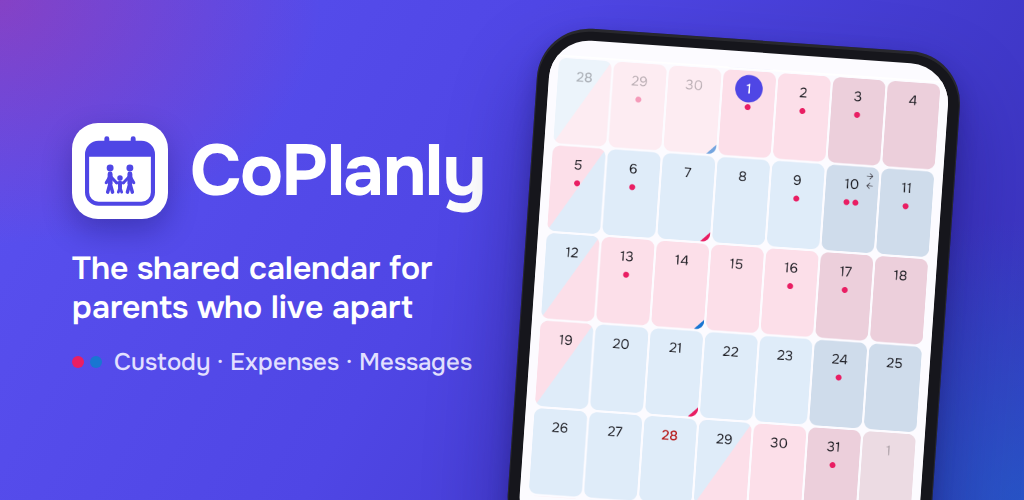 CoPlanly
The shared calendar for
parents who live apart
Custody · Expenses · Messages
28 29 30 1 2 3 4
5 6 7 8 9 10 11
12 13 14 15 16 17 18
19 20 21 22 23 24 25
26 27 28 29 30 31 1